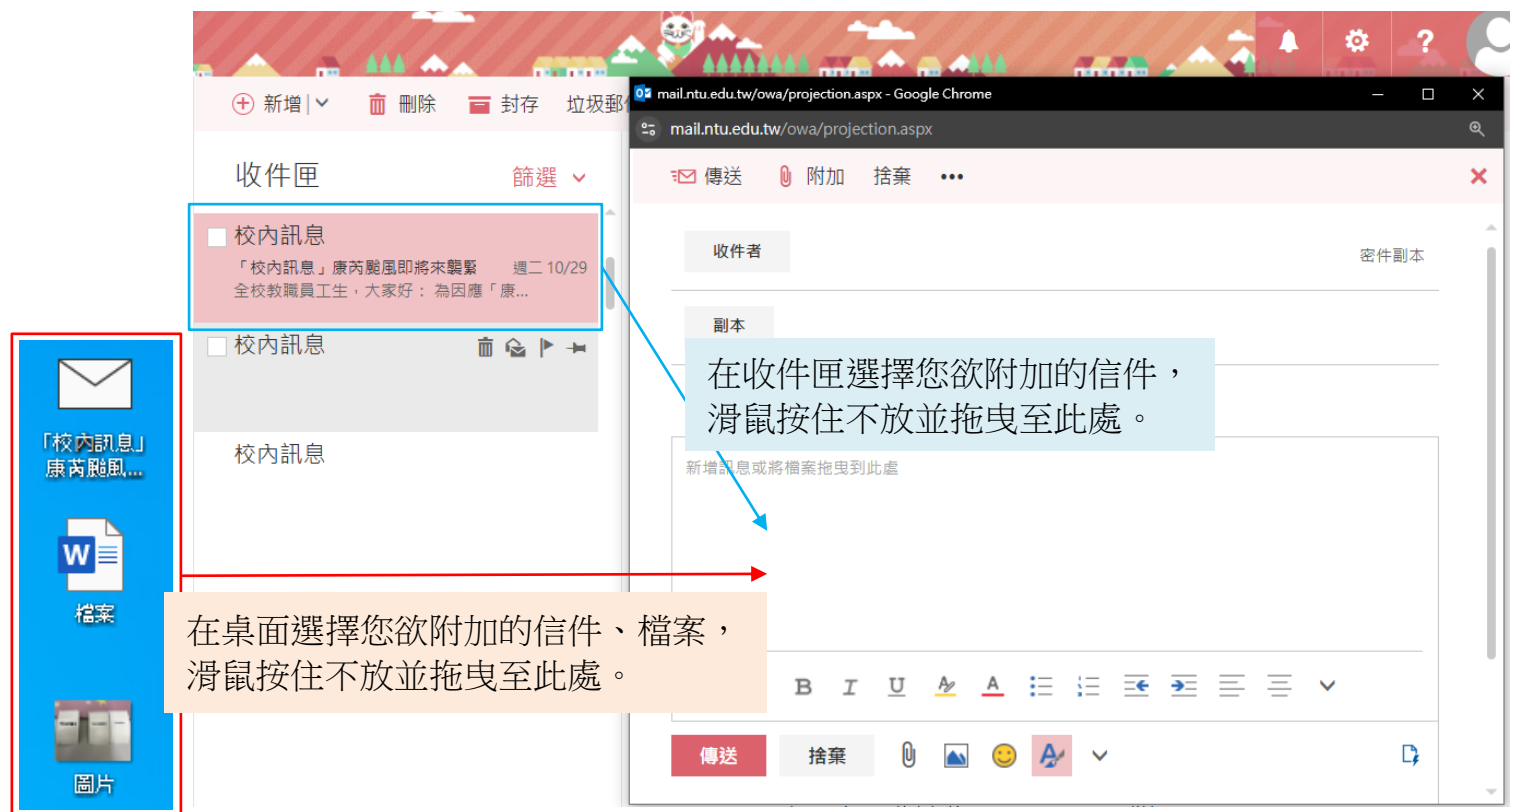 ?
新增
刪除
封存
垃圾郵
mail.ntu.edu.tw/owa/projection.aspx - Google Chrome
mail.ntu.edu.tw/owa/projection.aspx
收件匣
篩選
傳送
附加
捨棄
•••
校內訊息
「校內訊息」康芮颱風即將來襲緊
週二 10/29
全校教職員工生，大家好： 為因應「康...
收件者
密件副本
副本
校內訊息
在收件匣選擇您欲附加的信件，
滑鼠按住不放並拖曳至此處。
「校內訊息」
康芮颱風,...
校內訊息
新增訊息或將檔案拖曳到此處
W
檔案
在桌面選擇您欲附加的信件、檔案，
滑鼠按住不放並拖曳至此處。
B I U A A
圖片
傳送
捨棄